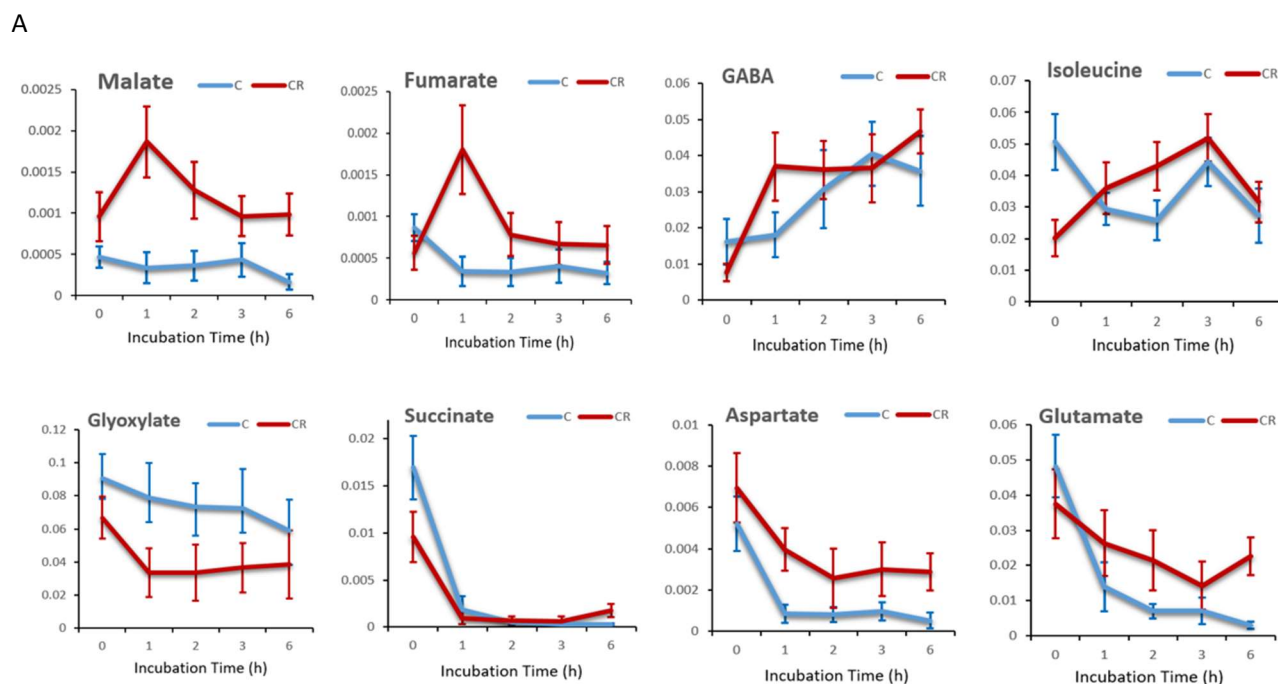 A
Malate C CR
0.0025
0.002
0.0015
0.001
0.0005
0
0 1 2 3 6
Incubation Time (h)
Fumarate C CR
0.0025
0.002
0.0015
0.001
0.0005
0
0 1 2 3 6
Incubation Time (h)
GABA C CR
0.06
0.05
0.04
0.03
0.02
0.01
0
0 1 2 3 6
Incubation Time (h)
Isoleucine C CR
0.07
0.06
0.05
0.04
0.03
0.02
0.01
0
0 1 2 3 6
Incubation Time (h)
Glyoxylate C CR
0.12
0.1
0.08
0.06
0.04
0.02
0
0 1 2 3 6
Incubation Time (h)
Succinate C CR
0.02
0.015
0.01
0.005
0
0 1 2 3 6
Incubation Time (h)
Aspartate C CR
0.01
0.008
0.006
0.004
0.002
0
0 1 2 3 6
Incubation Time (h)
Glutamate C CR
0.06
0.05
0.04
0.03
0.02
0.01
0
0 1 2 3 6
Incubation Time (h)